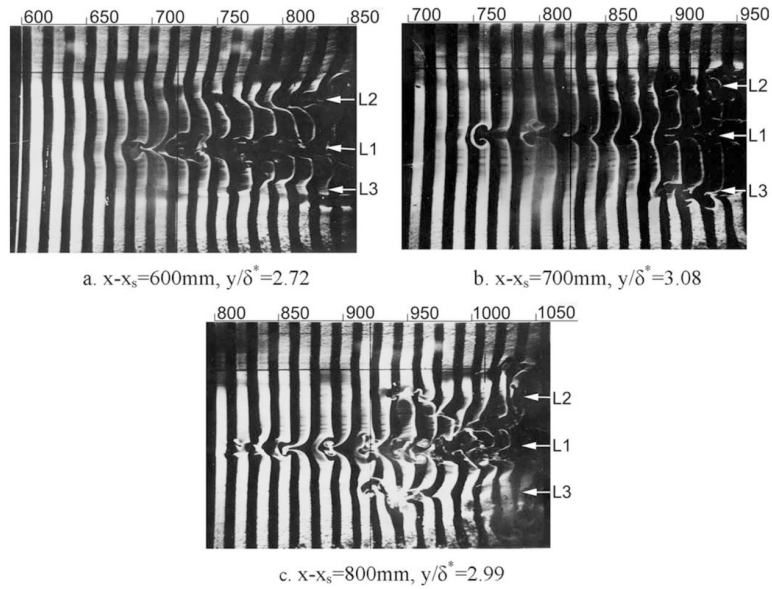 600 700 750 800 850
L2
L1
L3
a. x-xs=600mm, y/δ*=2.72
700 750 800 850 900 950
L2
L1
L3
b. x-xs=700mm, y/δ*=3.08
800 850 900 950 1000 1050
L2
L1
L3
c. x-xs=800mm, y/δ*=2.99